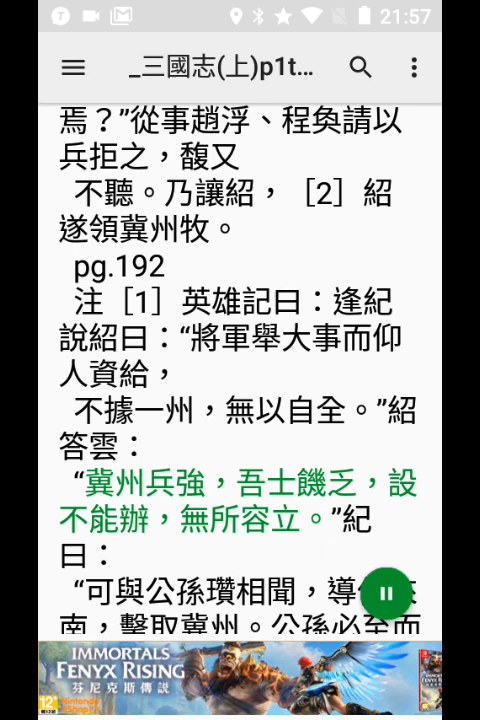 21:57
_三國志(上)p1t...
焉？”從事趙浮、程奐請以
兵拒之，馥又
不聽。乃讓紹，［2］紹
遂領冀州牧。
pg.192
注［1］英雄記曰：逢紀
說紹曰：“將軍舉大事而仰
人資給，
不據一州，無以自全。”紹
答雲：
“冀州兵強，吾士饑乏，設
不能辦，無所容立。”紀
曰：
“可與公孫瓚相聞，導
南，擊取冀州。公孫必至而
IMMORTALS
FENYX RISING
芬尼克斯傳說
Nintendo